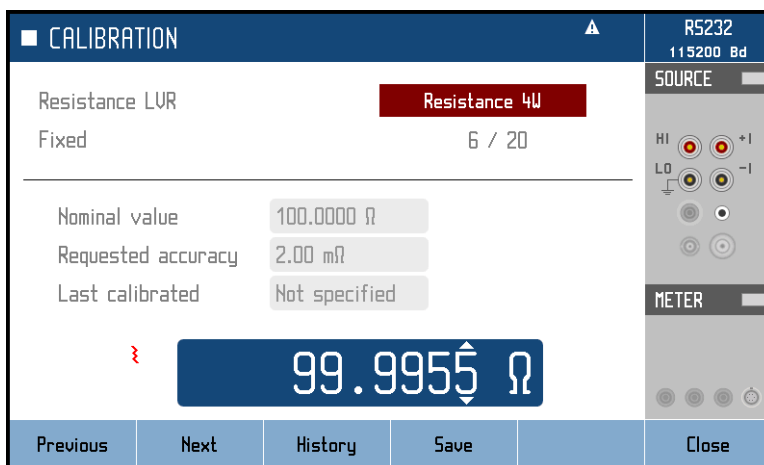 CALIBRATION
RS232
115200 Bd
Resistance LVR
Resistance 4W
Fixed
6 / 20
Nominal value
100.0000 Ω
Requested accuracy
2.00 mΩ
Last calibrated
Not specified
99.9955 Ω
SOURCE
HI
+I
LO
-I
METER
Previous
Next
History
Save
Close